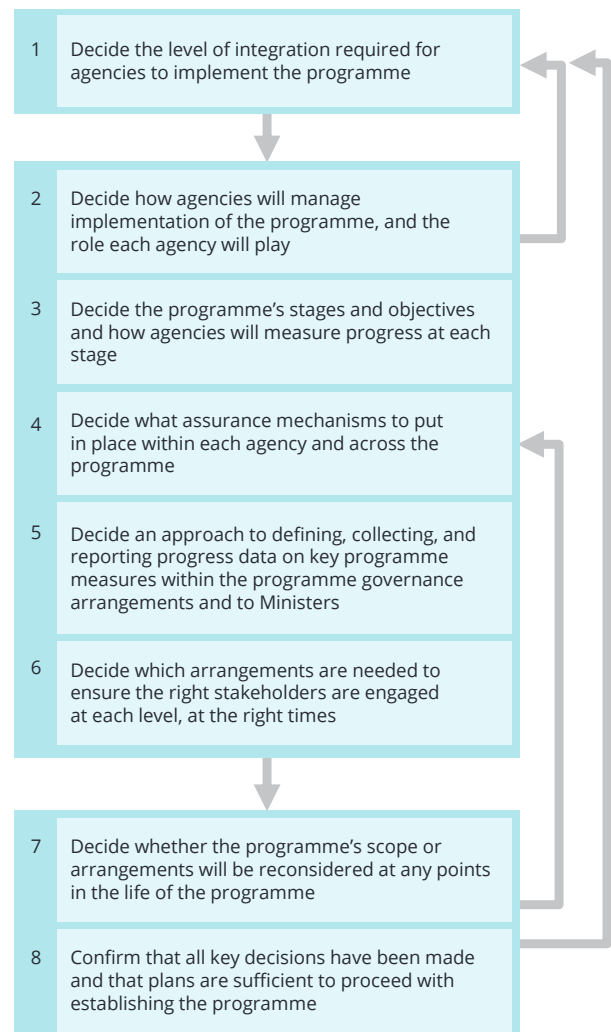 1 Decide the level of integration required for
agencies to implement the programme
2 Decide how agencies will manage
implementation of the programme, and the
role each agency will play
3 Decide the programme’s stages and objectives
and how agencies will measure progress at each
stage
4 Decide what assurance mechanisms to put
in place within each agency and across the
programme
5 Decide an approach to defining, collecting, and
reporting progress data on key programme
measures within the programme governance
arrangements and to Ministers
6 Decide which arrangements are needed to
ensure the right stakeholders are engaged
at each level, at the right times
7 Decide whether the programme’s scope or
arrangements will be reconsidered at any points
in the life of the programme
8 Confirm that all key decisions have been made
and that plans are sufficient to proceed with
establishing the programme